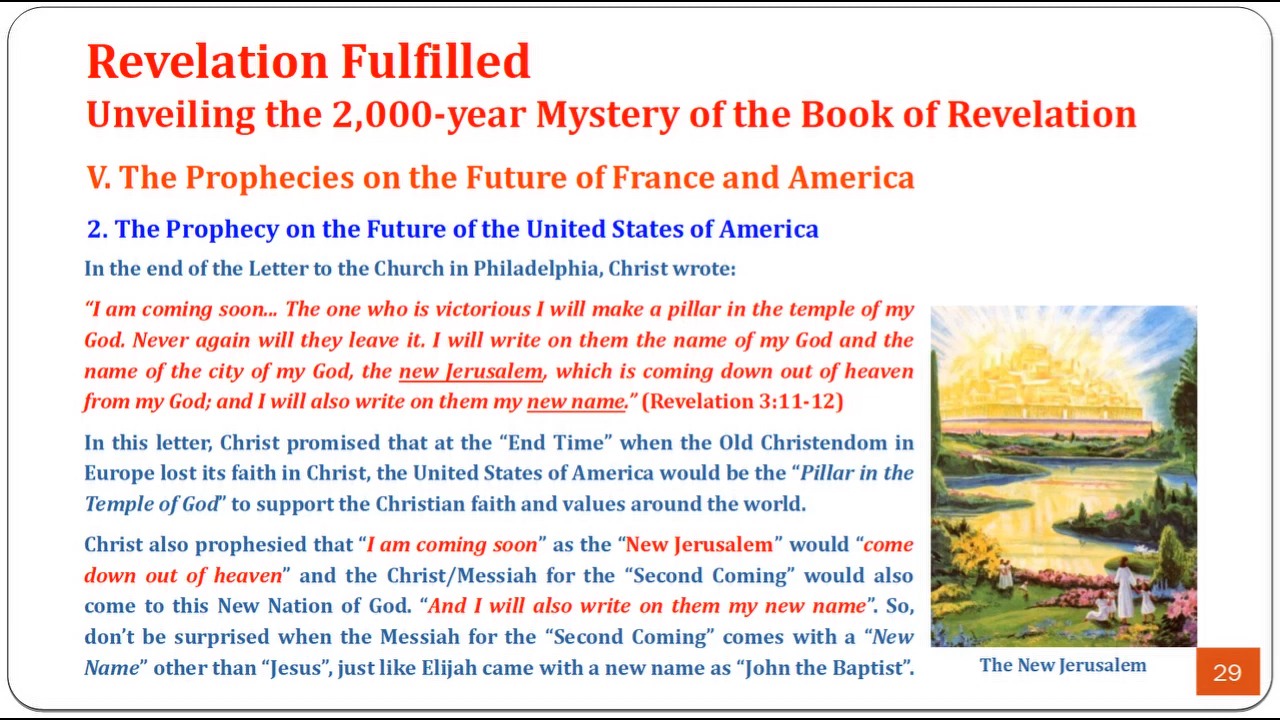 Revelation Fulfilled
Unveiling the 2,000-year Mystery of the Book of Revelation
V. The Prophecies on the Future of France and America
2. The Prophecy on the Future of the United States of America
In the end of the Letter to the Church in Philadelphia, Christ wrote:
“I am coming soon... The one who is victorious I will make a pillar in the temple of my
God. Never again will they leave it. I will write on them the name of my God and the
name of the city of my God, the new Jerusalem, which is coming down out of heaven
from my God; and I will also write on them my new name.” (Revelation 3:11-12)
In this letter, Christ promised that at the “End Time” when the Old Christendom in
Europe lost its faith in Christ, the United States of America would be the “Pillar in the
Temple of God” to support the Christian faith and values around the world.
Christ also prophesied that “I am coming soon” as the “New Jerusalem” would “come
down out of heaven” and the Christ/Messiah for the “Second Coming” would also
come to this New Nation of God. “And I will also write on them my new name”. So,
don’t be surprised when the Messiah for the “Second Coming” comes with a “New
Name” other than “Jesus”, just like Elijah came with a new name as “John the Baptist”.
The New Jerusalem
29